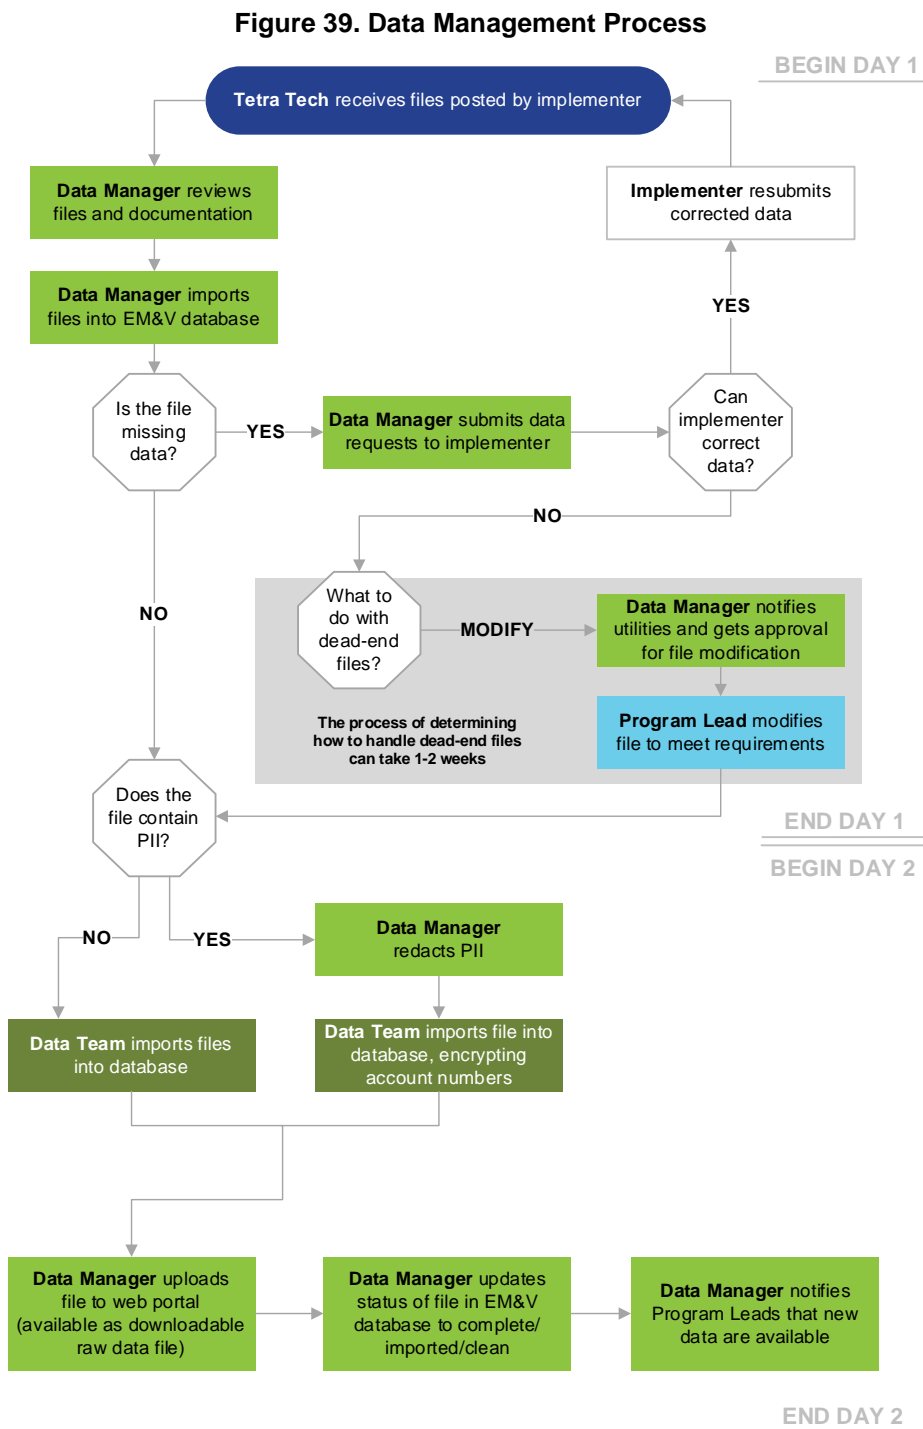 Figure 39. Data Management Process
BEGIN DAY 1
Tetra Tech receives files posted by implementer
Data Manager reviews
files and documentation
Implementer resubmits
corrected data
Data Manager imports
files into EM&V database
YES
Is the file
missing
data?
YES
Data Manager submits data
requests to implementer
Can
implementer
correct
data?
NO
NO
What to
do with
dead-end
files?
MODIFY
Data Manager notifies
utilities and gets approval
for file modification
The process of determining
how to handle dead-end files
can take 1-2 weeks
Program Lead modifies
file to meet requirements
Does the
file contain
PII?
END DAY 1
BEGIN DAY 2
NO
YES
Data Manager
redacts PII
Data Team imports files
into database
Data Team imports file into
database, encrypting
account numbers
Data Manager uploads
file to web portal
(available as downloadable
raw data file)
Data Manager updates
status of file in EM&V
database to complete/
imported/clean
Data Manager notifies
Program Leads that new
data are available
END DAY 2